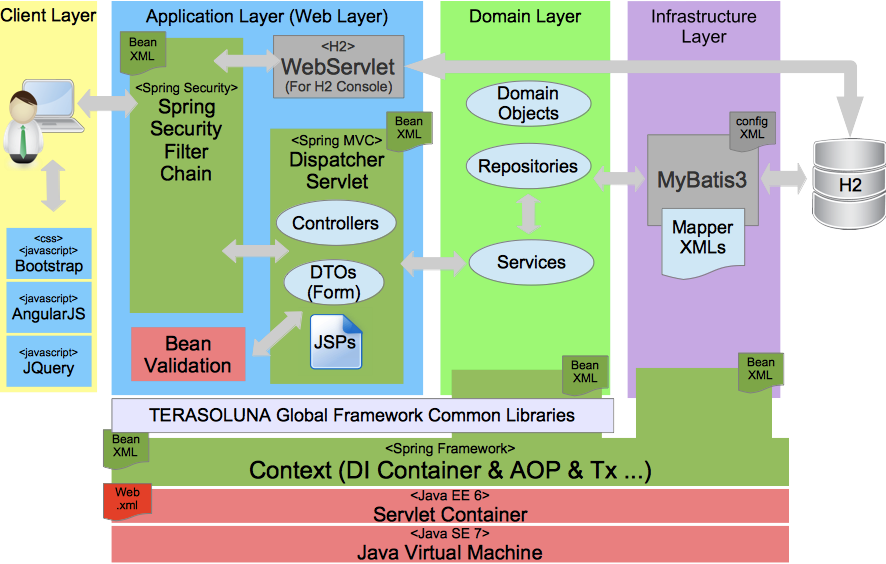 Client Layer
Application Layer (Web Layer)
Domain Layer
Infrastructure
Layer
Bean
XML
<Spring Security>
Spring
Security
Filter
Chain
<H2>
WebServlet
(For H2 Console)
Bean
XML
<Spring MVC>
Dispatcher
Servlet
Controllers
DTOs
(Form)
JSPs
Bean
Validation
Domain
Objects
Repositories
Services
config
XML
MyBatis3
Mapper
XMLs
H2
<css>
<javascript>
Bootstrap
<javascript>
AngularJS
<javascript>
JQuery
Bean
XML
Bean
XML
TERASOLUNA Global Framework Common Libraries
Bean
XML
<Spring Framework>
Context (DI Container & AOP & Tx ...)
Web
.xml
<Java EE 6>
Servlet Container
<Java SE 7>
Java Virtual Machine